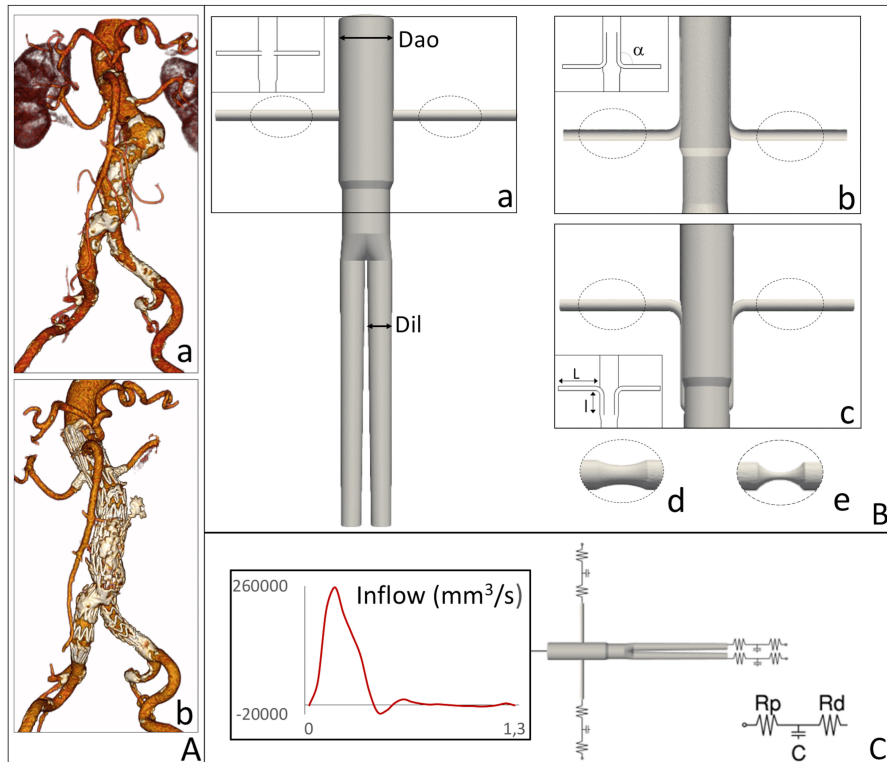 a
b
A
Dao
a
Dil
α
b
L
l
c
d
e
B
260000
Inflow (mm³/s)
-20000
0
1,3
Rp
Rd
C
C